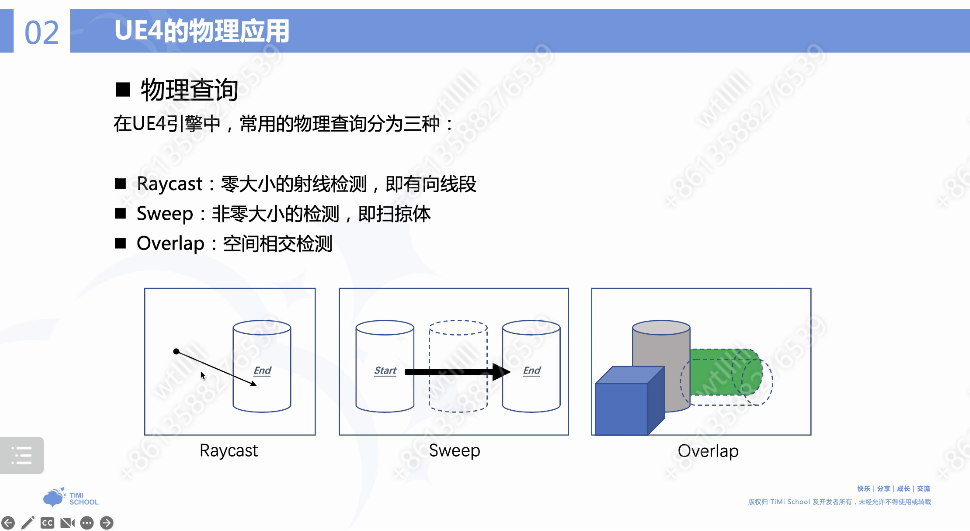 02
UE4的物理应用
■ 物理查询
在UE4引擎中，常用的物理查询分为三种：
■ Raycast：零大小的射线检测，即有向线段
■ Sweep：非零大小的检测，即扫掠体
■ Overlap：空间相交检测
End
Start
End
Raycast
Sweep
Overlap
TIMI
SCHOOL
快乐 | 分享 | 成长 | 交流
版权归 TiMi School 及开发者所有，未经允许不得使用或转载
CC